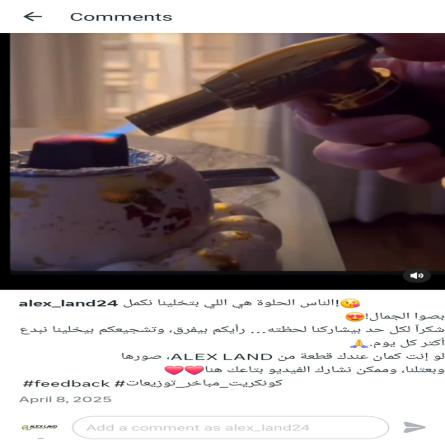 Comments
alex_land24 الناس الحلوة هي اللي بتخلينا نكمل!😘
بصوا الجمال!😍
شكراً لكل حد بيشاركنا لحظته... رأيكم بيفرق، وتشجيعكم بيخلينا نبدع
أكتر كل يوم.🙏
لو إنت كمان عندك قطعة من ALEX LAND، صورها
وبعتلنا، وممكن نشارك الفيديو بتاعك هنا❤️❤️
#feedback #كونكريت_مباخر_توزيعات
April 8, 2025
ALEX LAND
Add a comment as alex_land24